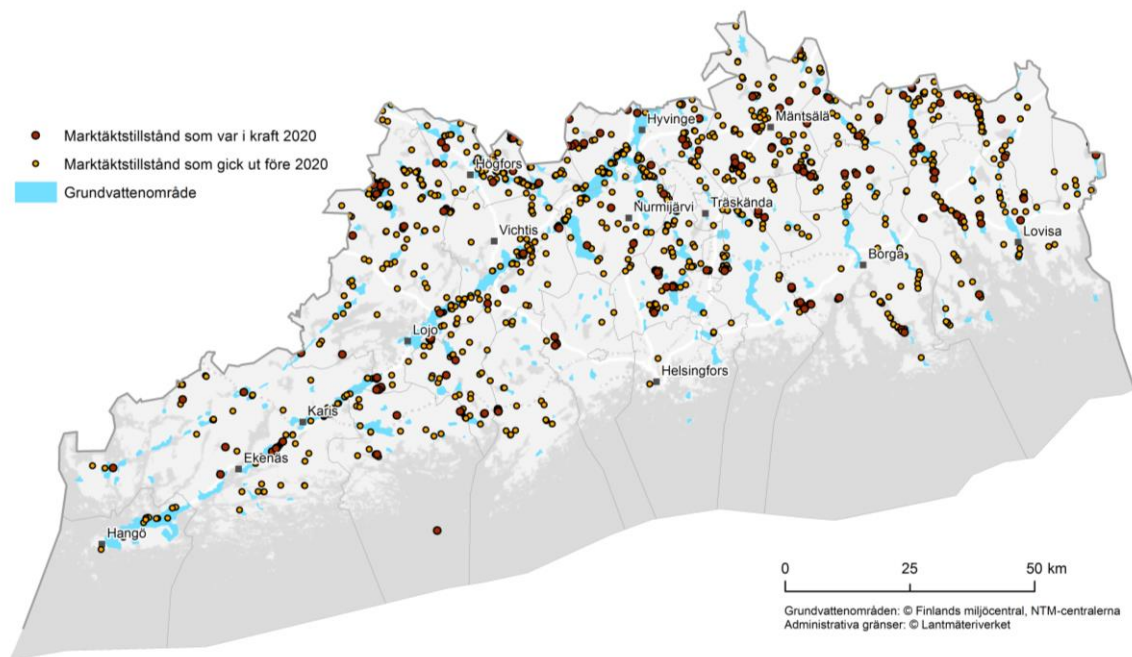 Marktäktstillstånd som var i kraft 2020
Marktäktstillstånd som gick ut före 2020
Grundvattenområde
Hyvinge
Mäntsälä
Högfors
Nurmijärvi
Träskända
Vichtis
Lovisa
Borgå
Lojo
Helsingfors
Karis
Ekenäs
Hangö
0 25 50 km
Grundvattenområden: © Finlands miljöcentral, NTM-centralerna
Administrativa gränser: © Lantmäteriverket